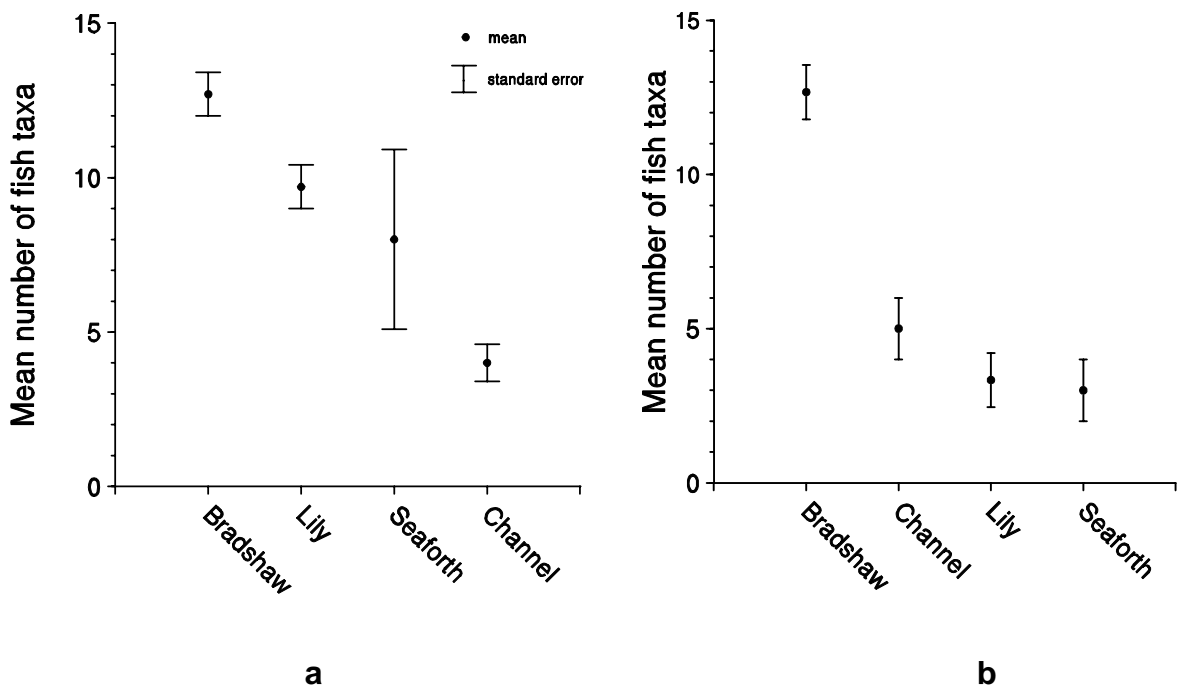 Mean number of fish taxa
15
10
5
0
mean
standard error
Bradshaw
Lily
Seaforth
Channel
a
Mean number of fish taxa
15
10
5
0
Bradshaw
Channel
Lily
Seaforth
b